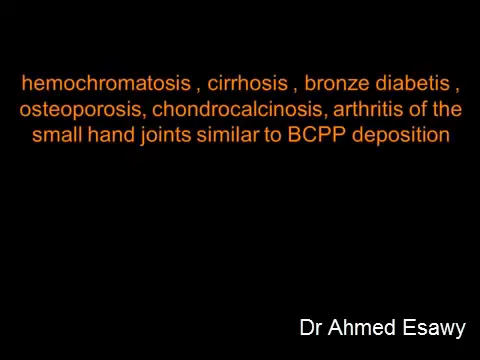 hemochromatosis , cirrhosis , bronze diabetis ,
osteoporosis, chondrocalcinosis, arthritis of the
small hand joints similar to BCPP deposition
Dr Ahmed Esawy